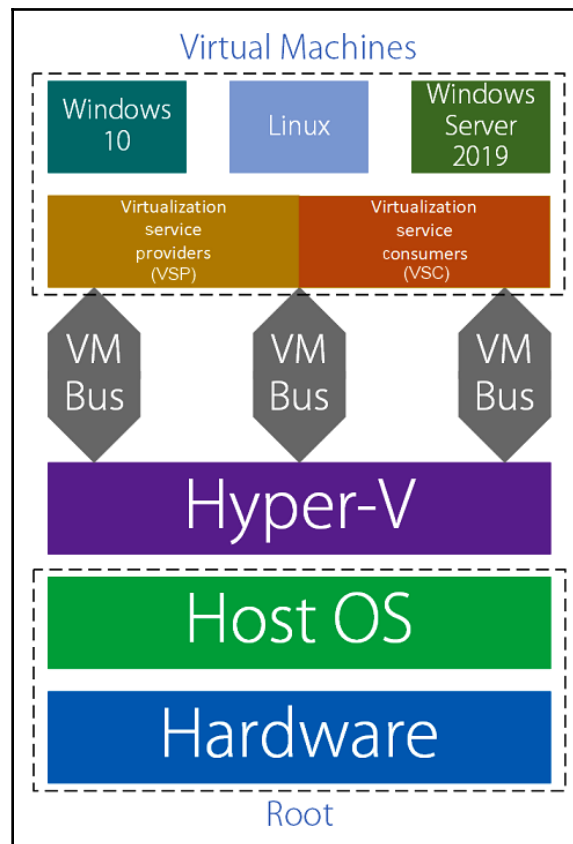 Virtual Machines
Windows
10
Linux
Windows
Server
2019
Virtualization
service
providers
(VSP)
Virtualization
service
consumers
(VSC)
VM
Bus
VM
Bus
VM
Bus
Hyper-V
Host OS
Hardware
Root